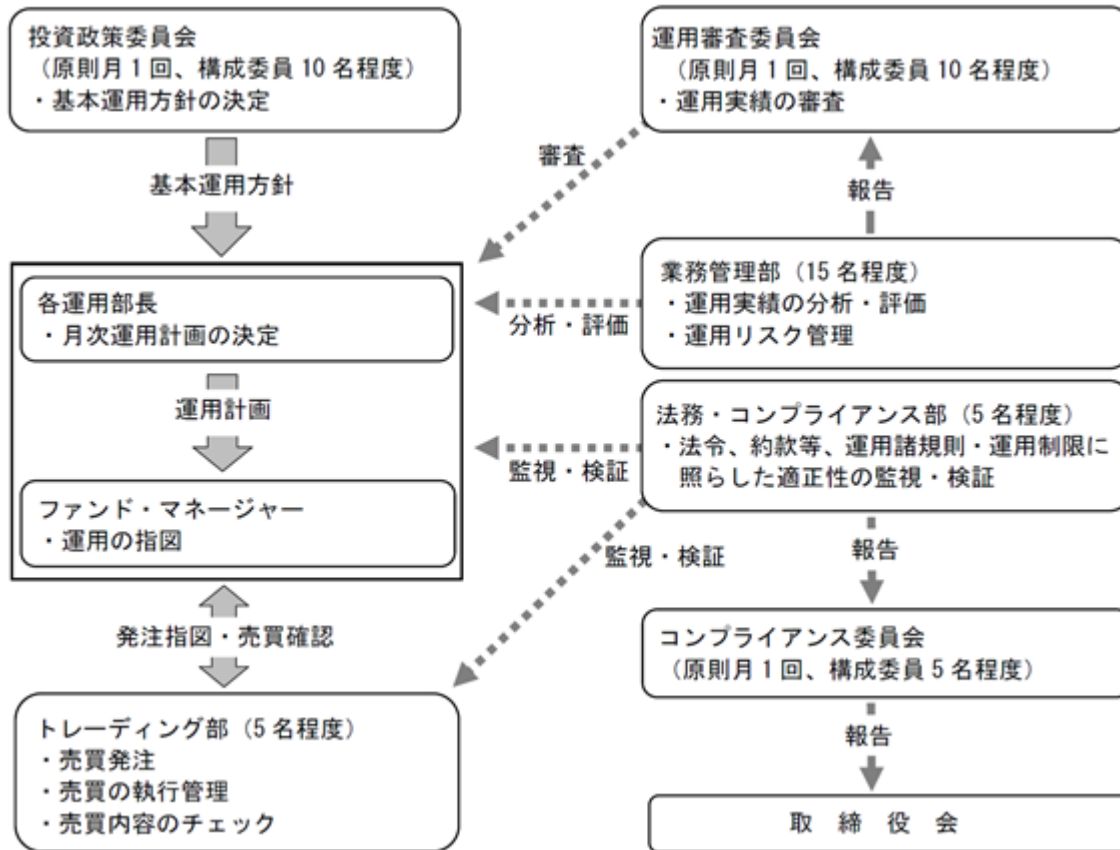 投資政策委員会
（原則月1回、構成委員10名程度）
・基本運用方針の決定
基本運用方針
各運用部長
・月次運用計画の決定
運用計画
ファンド・マネージャー
・運用の指図
発注指図・売買確認
トレーディング部（5名程度）
・売買発注
・売買の執行管理
・売買内容のチェック
運用審査委員会
（原則月1回、構成委員10名程度）
・運用実績の審査
審査
報告
業務管理部（15名程度）
・運用実績の分析・評価
・運用リスク管理
分析・評価
法務・コンプライアンス部（5名程度）
・法令、約款等、運用諸規則・運用制限に
照らした適正性の監視・検証
監視・検証
監視・検証
報告
コンプライアンス委員会
（原則月1回、構成委員5名程度）
報告
取 締 役 会